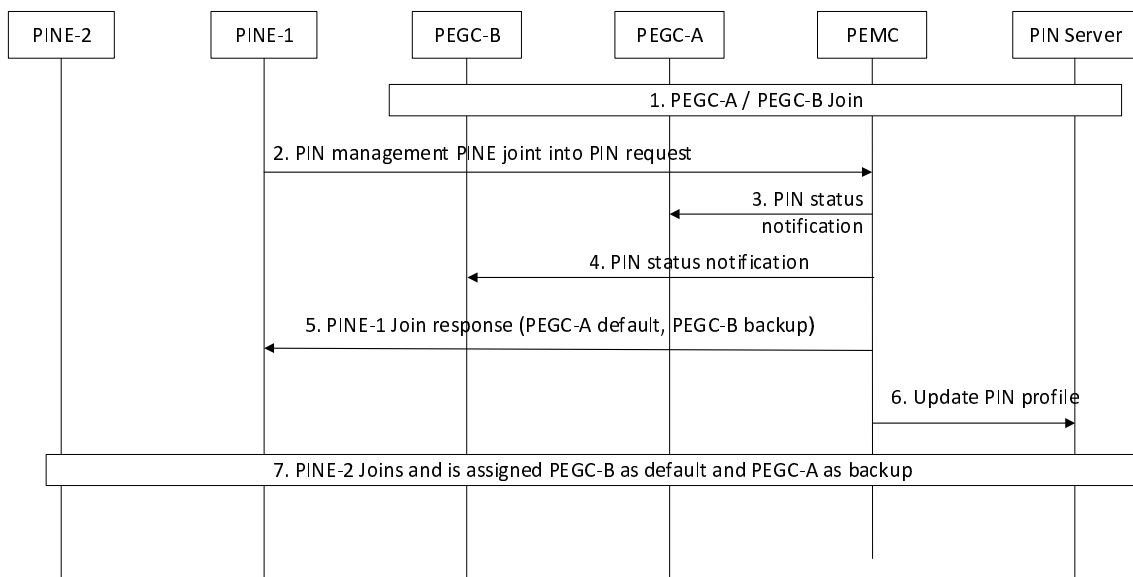 PINE-2
PINE-1
PEGC-B
PEGC-A
PEMC
PIN Server
1. PEGC-A / PEGC-B Join
2. PIN management PINE joint into PIN request
3. PIN status
notification
4. PIN status notification
5. PINE-1 Join response (PEGC-A default, PEGC-B backup)
6. Update PIN profile
7. PINE-2 Joins and is assigned PEGC-B as default and PEGC-A as backup